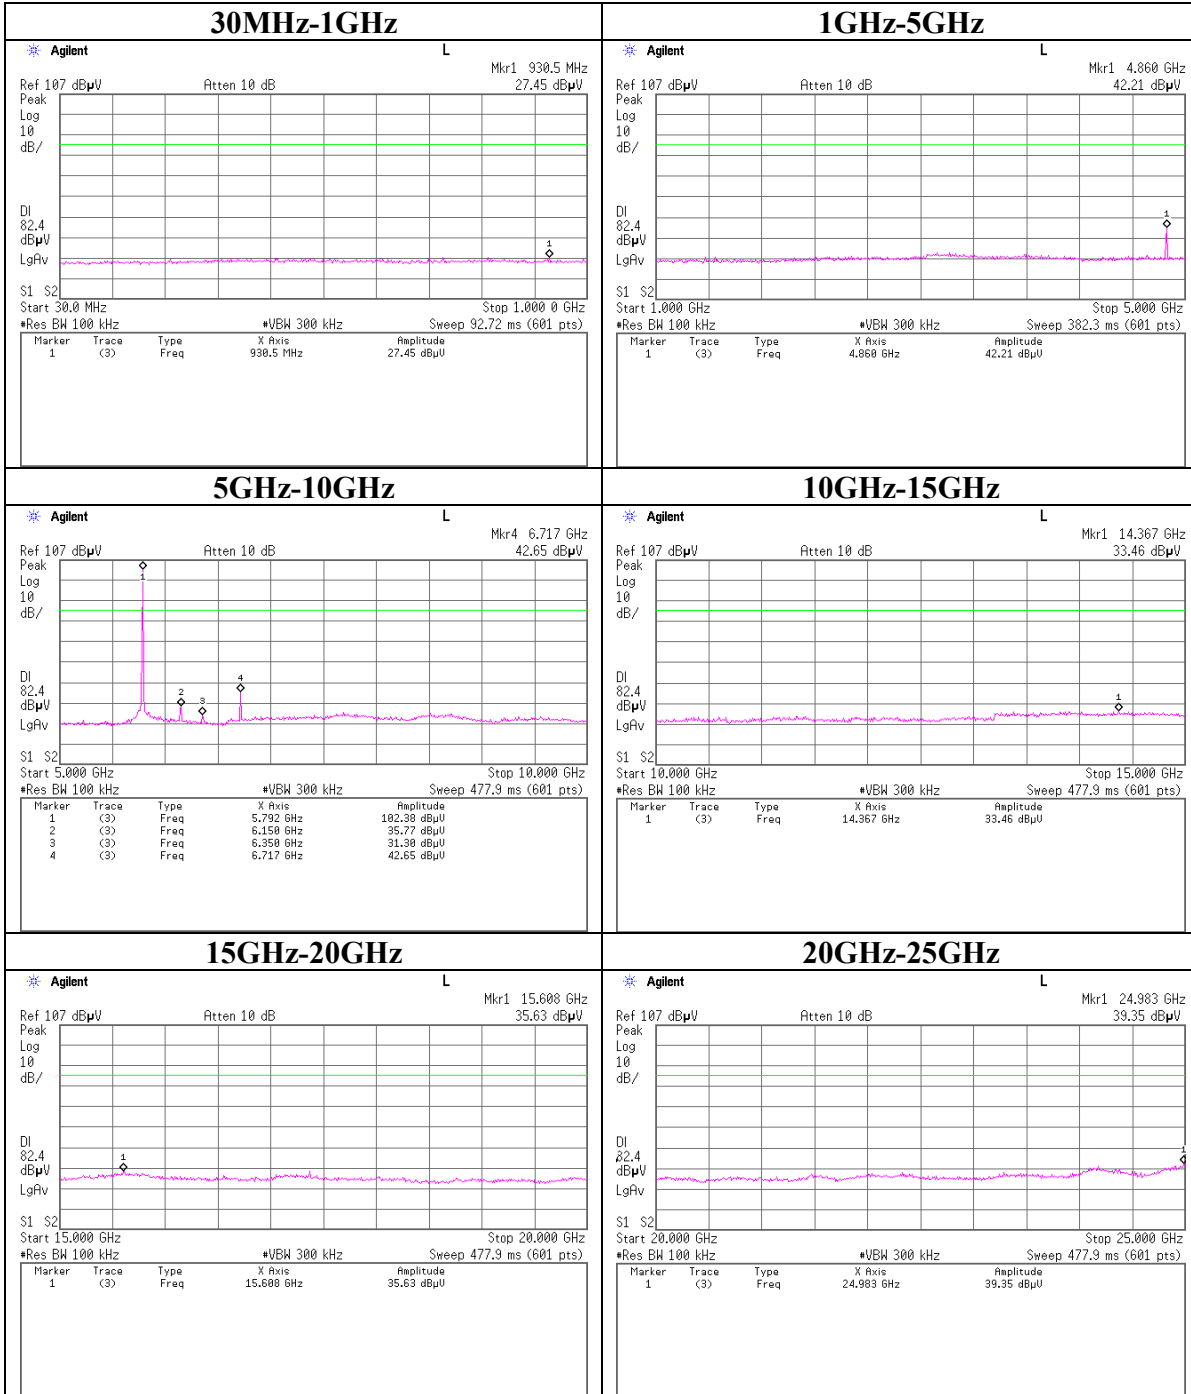 30MHz-1GHz
Agilent L
Mkr1 930.5 MHz
Ref 107 dBµV Atten 10 dB 27.45 dBµV
Peak
Log
10
dB/
DI
82.4
dBµV
LgAv
1
S1 S2
Start 30.0 MHz Stop 1.000 0 GHz
#Res BW 100 kHz #VBW 300 kHz Sweep 92.72 ms (601 pts)
Marker Trace Type X Axis Amplitude
1 (3) Freq 930.5 MHz 27.45 dBµV
1GHz-5GHz
Agilent L
Mkr1 4.860 GHz
Ref 107 dBµV Atten 10 dB 42.21 dBµV
Peak
Log
10
dB/
DI
82.4
dBµV
LgAv
1
S1 S2
Start 1.000 GHz Stop 5.000 GHz
#Res BW 100 kHz #VBW 300 kHz Sweep 382.3 ms (601 pts)
Marker Trace Type X Axis Amplitude
1 (3) Freq 4.860 GHz 42.21 dBµV
5GHz-10GHz
Agilent L
Mkr4 6.717 GHz
Ref 107 dBµV Atten 10 dB 42.65 dBµV
Peak
Log
10
dB/
DI
82.4
dBµV
LgAv
1
2
3
4
S1 S2
Start 5.000 GHz Stop 10.000 GHz
#Res BW 100 kHz #VBW 300 kHz Sweep 477.9 ms (601 pts)
Marker Trace Type X Axis Amplitude
1 (3) Freq 5.792 GHz 102.38 dBµV
2 (3) Freq 6.150 GHz 35.77 dBµV
3 (3) Freq 6.350 GHz 31.30 dBµV
4 (3) Freq 6.717 GHz 42.65 dBµV
10GHz-15GHz
Agilent L
Mkr1 14.367 GHz
Ref 107 dBµV Atten 10 dB 33.46 dBµV
Peak
Log
10
dB/
DI
82.4
dBµV
LgAv
1
S1 S2
Start 10.000 GHz Stop 15.000 GHz
#Res BW 100 kHz #VBW 300 kHz Sweep 477.9 ms (601 pts)
Marker Trace Type X Axis Amplitude
1 (3) Freq 14.367 GHz 33.46 dBµV
15GHz-20GHz
Agilent L
Mkr1 15.608 GHz
Ref 107 dBµV Atten 10 dB 35.63 dBµV
Peak
Log
10
dB/
DI
82.4
dBµV
LgAv
1
S1 S2
Start 15.000 GHz Stop 20.000 GHz
#Res BW 100 kHz #VBW 300 kHz Sweep 477.9 ms (601 pts)
Marker Trace Type X Axis Amplitude
1 (3) Freq 15.608 GHz 35.63 dBµV
20GHz-25GHz
Agilent L
Mkr1 24.983 GHz
Ref 107 dBµV Atten 10 dB 39.35 dBµV
Peak
Log
10
dB/
DI
82.4
dBµV
LgAv
1
S1 S2
Start 20.000 GHz Stop 25.000 GHz
#Res BW 100 kHz #VBW 300 kHz Sweep 477.9 ms (601 pts)
Marker Trace Type X Axis Amplitude
1 (3) Freq 24.983 GHz 39.35 dBµV